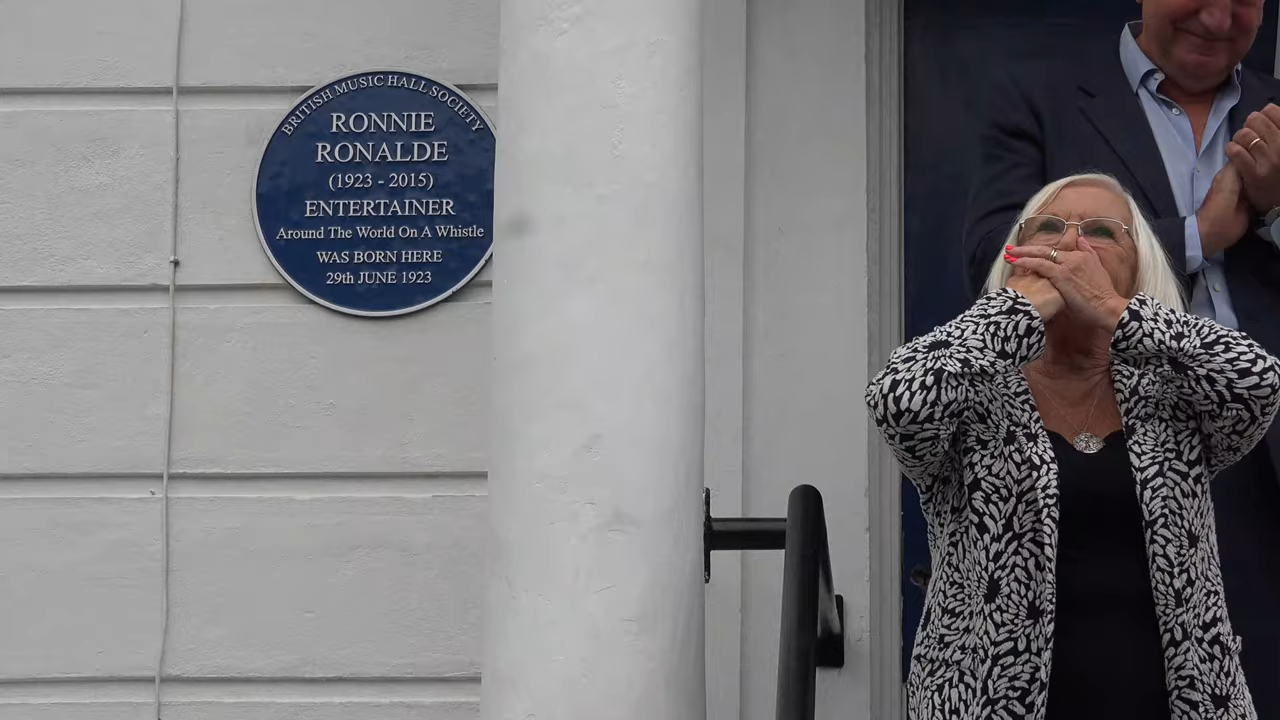 BRITISH MUSIC HALL SOCIETY
RONNIE
RONALDE
(1923 - 2015)
ENTERTAINER
Around The World On A Whistle
WAS BORN HERE
29th JUNE 1923